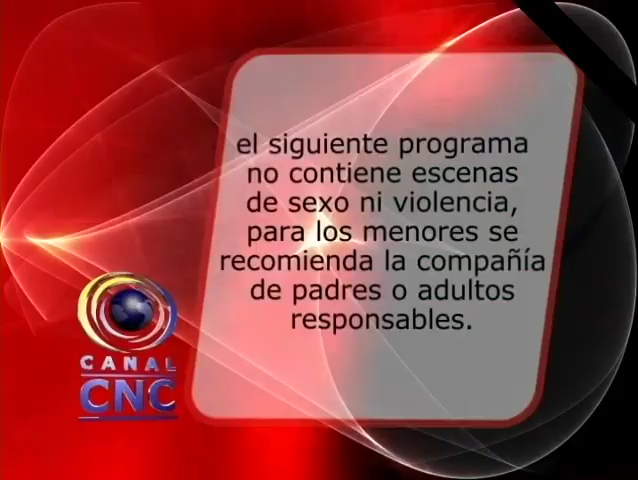 el siguiente programa
no contiene escenas
de sexo ni violencia,
para los menores se
recomienda la compañía
de padres o adultos
responsables.
CANAL
CNC